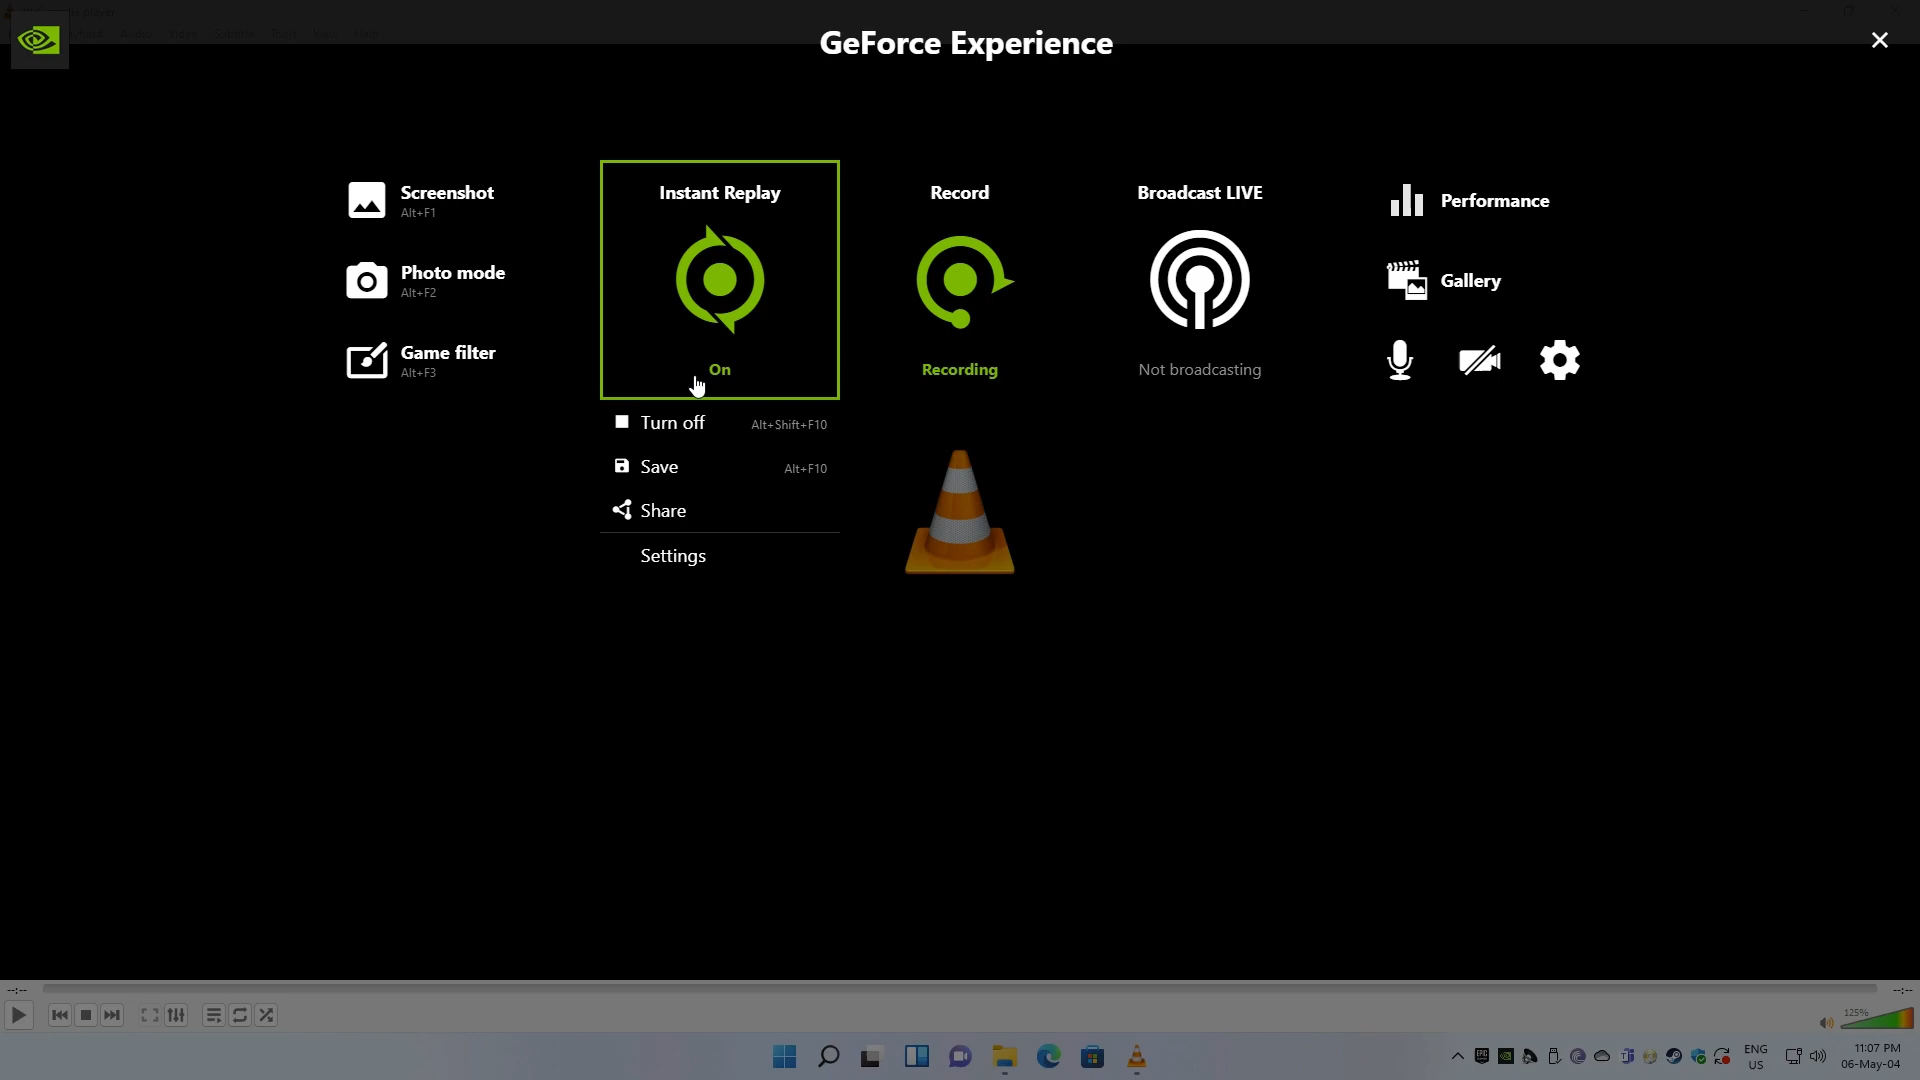 GeForce Experience
Screenshot
Alt+F1
Photo mode
Alt+F2
Game filter
Alt+F3
Instant Replay
On
Turn off Alt+Shift+F10
Save Alt+F10
Share
Settings
Record
Recording
Broadcast LIVE
Not broadcasting
Performance
Gallery
--:--
--:--
125%
ENG
US
11:07 PM
06-May-04